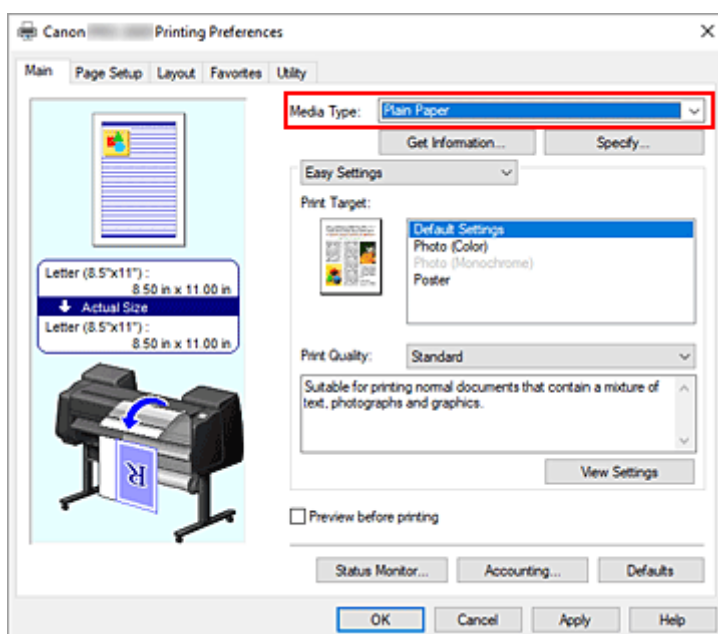 Canon Printing Preferences
Main Page Setup Layout Favorites Utility
Media Type: Plain Paper
Get Information... Specify...
Easy Settings
Print Target:
Default Settings
Photo (Color)
Photo (Monochrome)
Poster
Letter (8.5"x11") :
8.50 in x 11.00 in
Actual Size
Letter (8.5"x11") :
8.50 in x 11.00 in
R
Print Quality: Standard
Suitable for printing normal documents that contain a mixture of
text, photographs and graphics.
View Settings
Preview before printing
Status Monitor... Accounting... Defaults
OK Cancel Apply Help